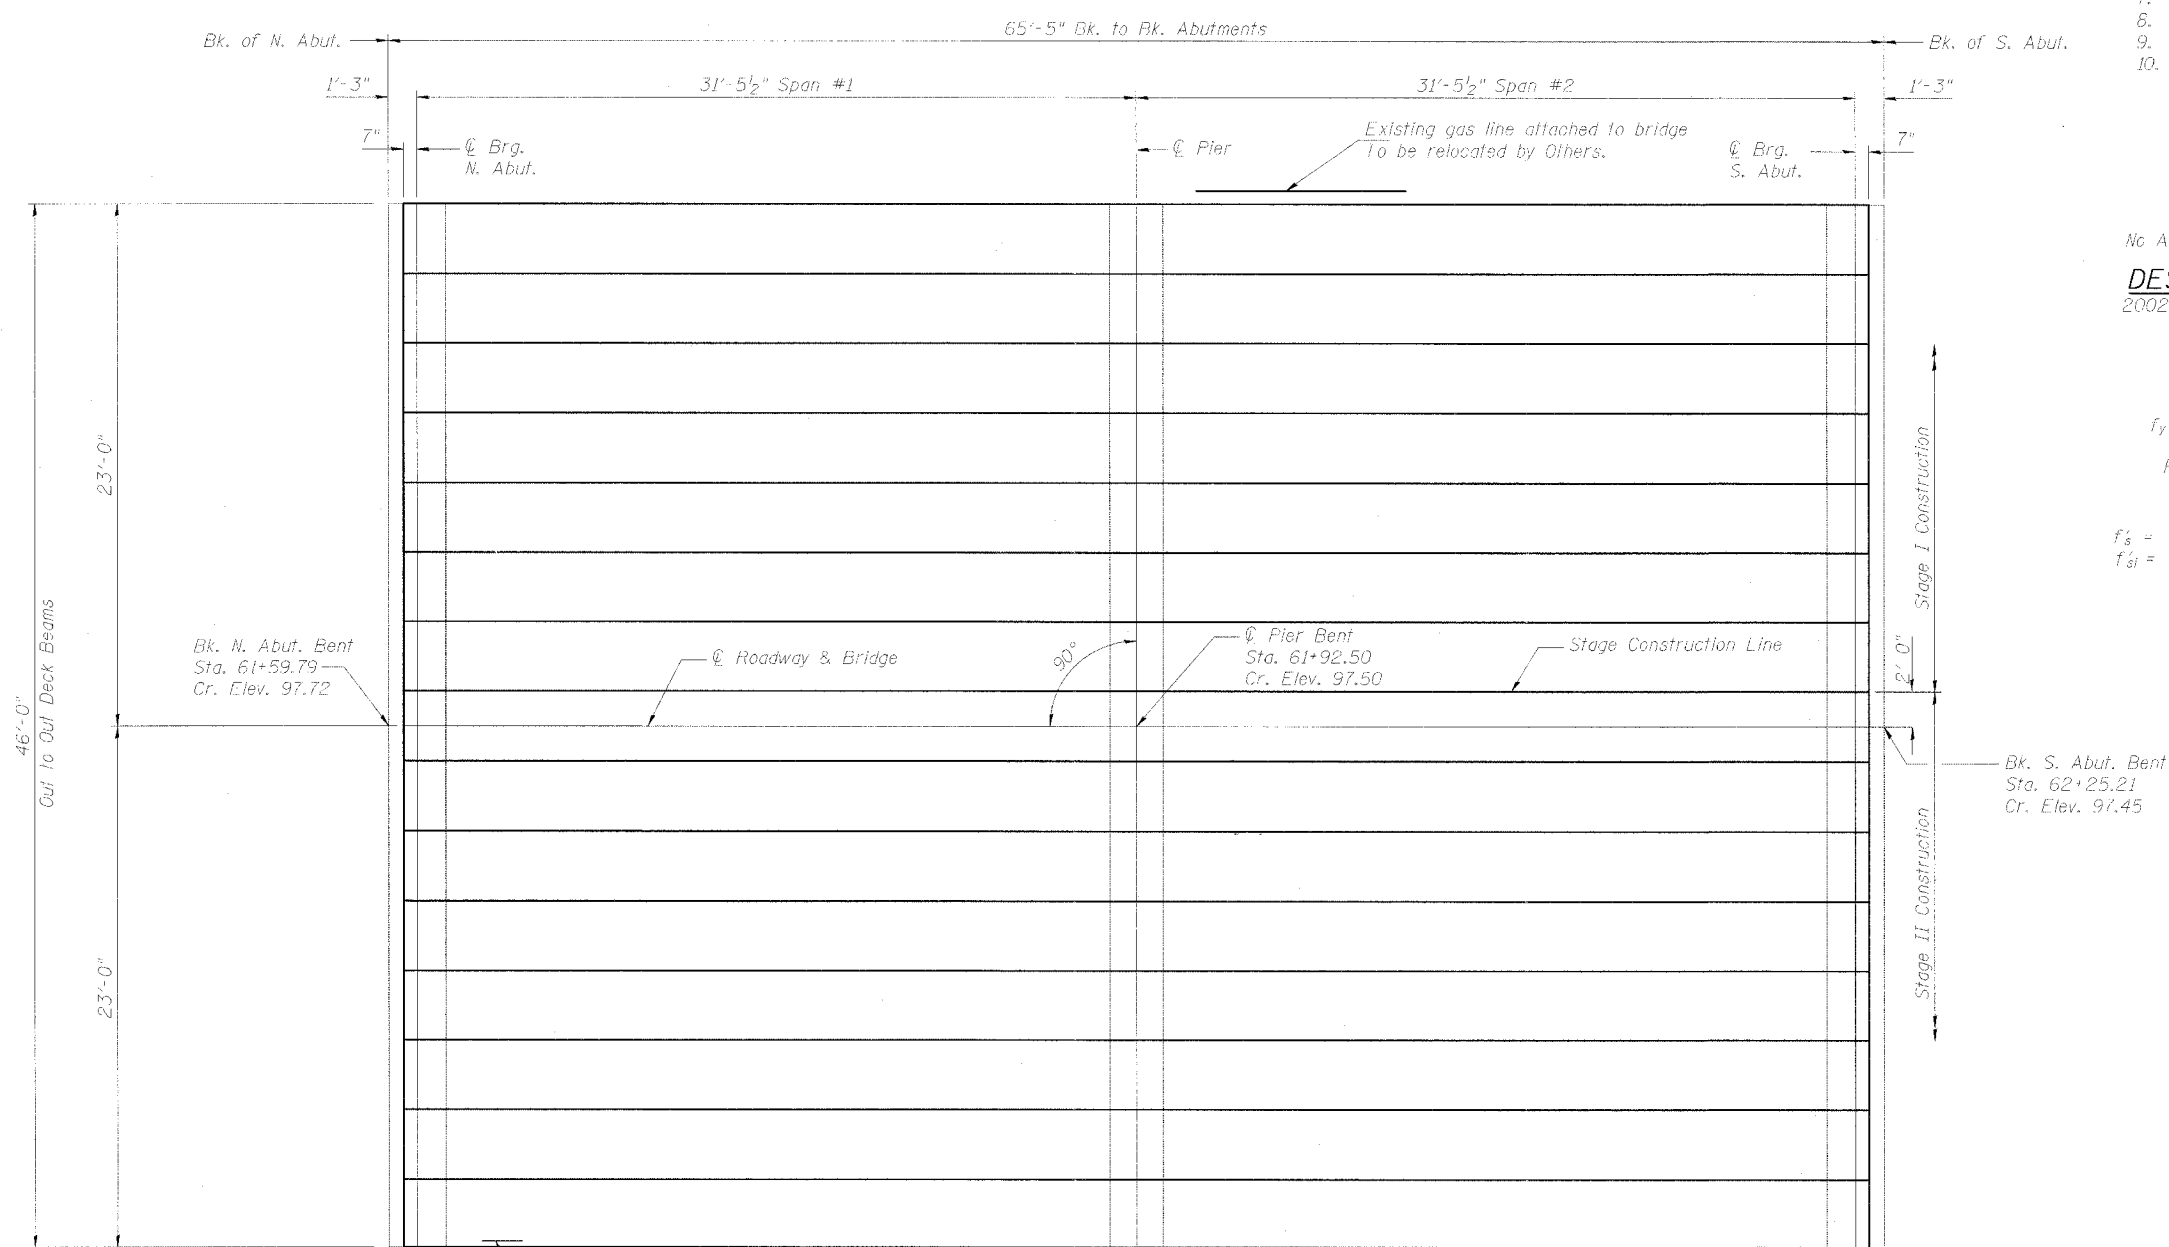 65'-5" Bk. to Bk. Abutments
Bk. of N. Abut.
Bk. of S. Abut.
8.
9.
10.
1'-3"
31'-5½" Span #1
31'-5½" Span #2
1'-3"
7"
℄ Brg.
N. Abut.
℄ Pier
Existing gas line attached to bridge
To be relocated by Others.
℄ Brg.
S. Abut.
7"
No A
DES
2002
23'-0"
Stage I Construction
fy
f's =
f'si =
46'-0"
Out to Out Deck Beams
Bk. N. Abut. Bent
Sta. 61+59.79
Cr. Elev. 97.72
℄ Roadway & Bridge
90°
℄ Pier Bent
Sta. 61+92.50
Cr. Elev. 97.50
Stage Construction Line
2'-0"
Bk. S. Abut. Bent
Sta. 62+25.21
Cr. Elev. 97.45
23'-0"
Stage II Construction